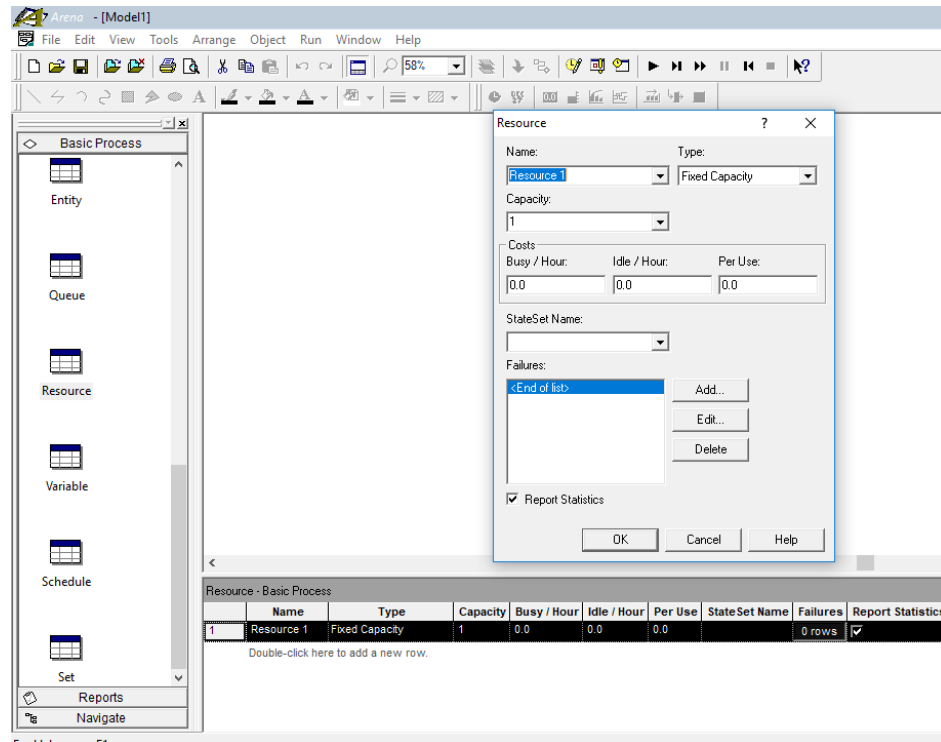 Arena - [Model1]
File Edit View Tools Arrange Object Run Window Help
58%
A A
Basic Process
Entity
Queue
Resource
Variable
Schedule
Set
Reports
Navigate
Resource ? X
Name: Type:
Resource 1 Fixed Capacity
Capacity:
1
Costs
Busy / Hour: Idle / Hour: Per Use:
0.0 0.0 0.0
StateSet Name:
Failures:
<End of list>
Add...
Edit...
Delete
Report Statistics
OK Cancel Help
Resource - Basic Process
Name Type Capacity Busy / Hour Idle / Hour Per Use StateSet Name Failures Report Statistics
1 Resource 1 Fixed Capacity 1 0.0 0.0 0.0 0 rows
Double-click here to add a new row.